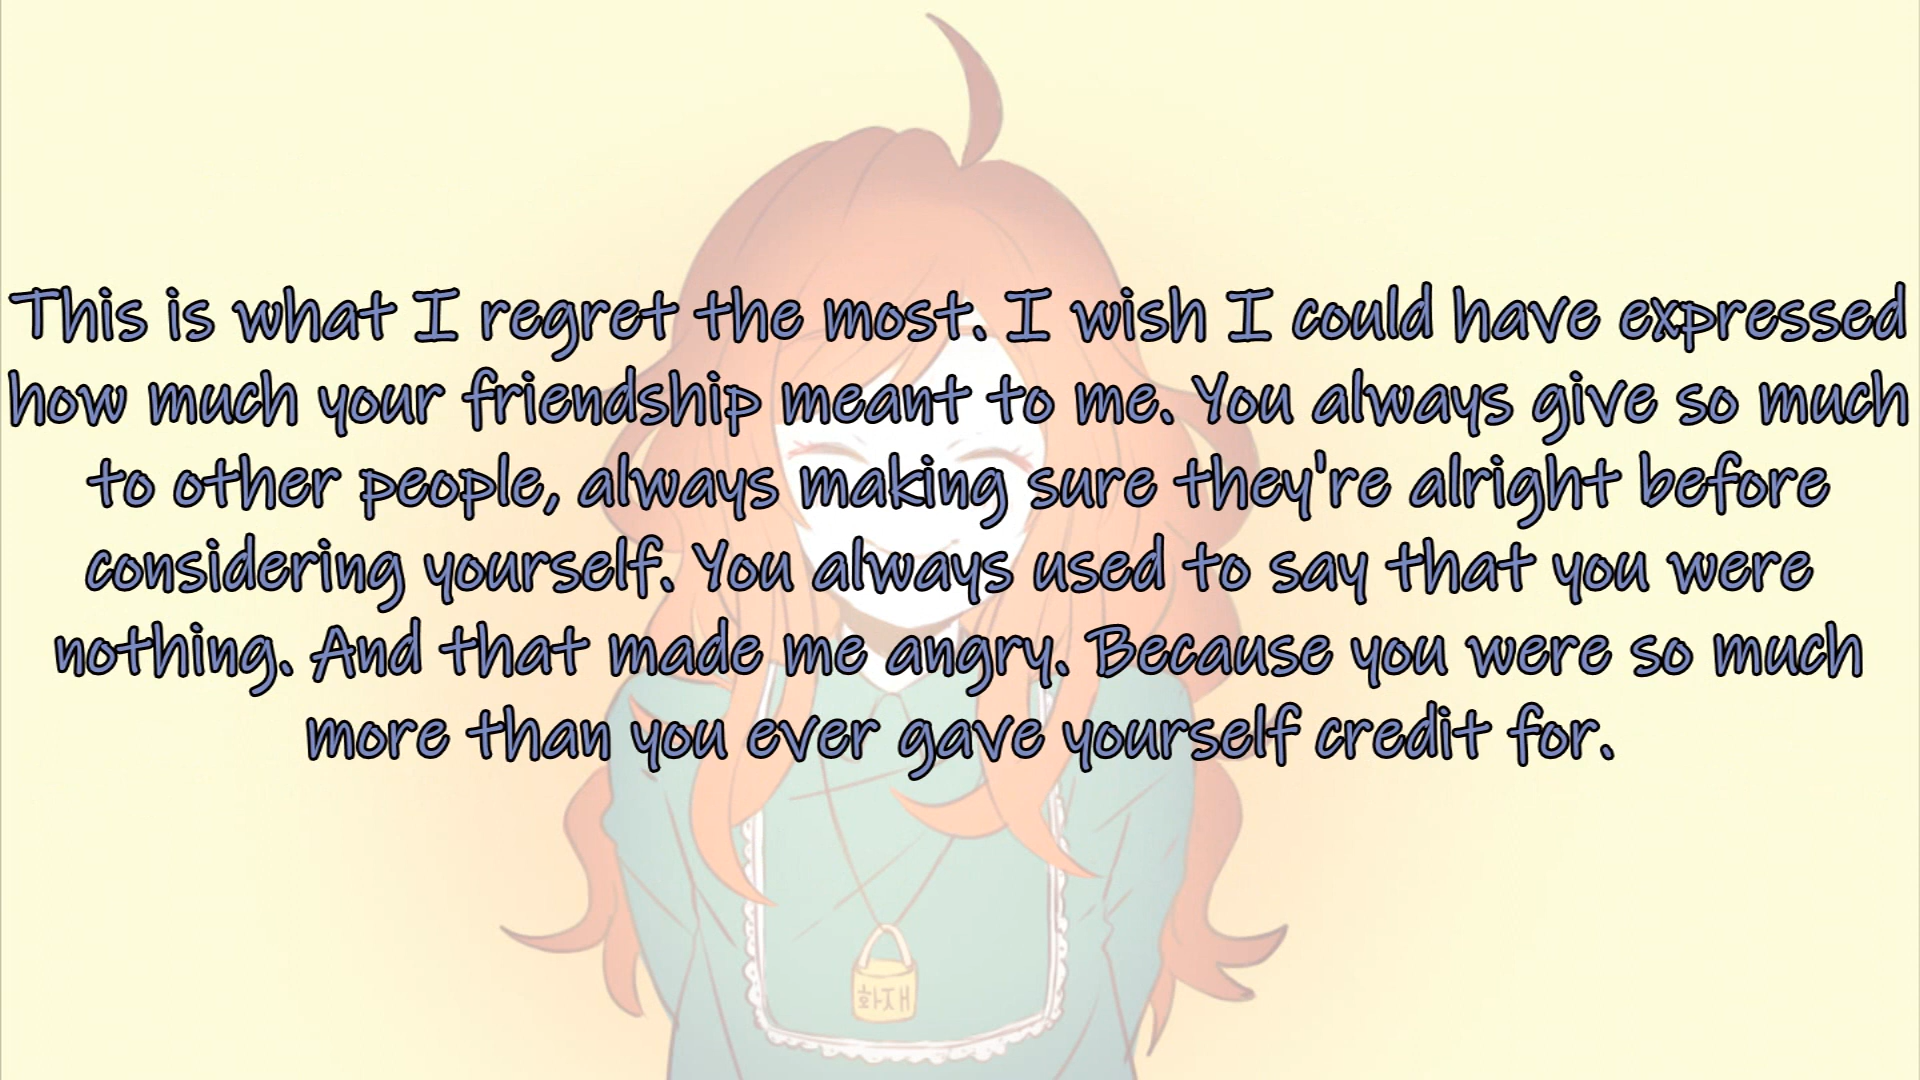 This is what I regret the most. I wish I could have expressed
how much your friendship meant to me. You always give so much
to other people, always making sure they're alright before
considering yourself. You always used to say that you were
nothing. And that made me angry. Because you were so much
more than you ever gave yourself credit for.
화재